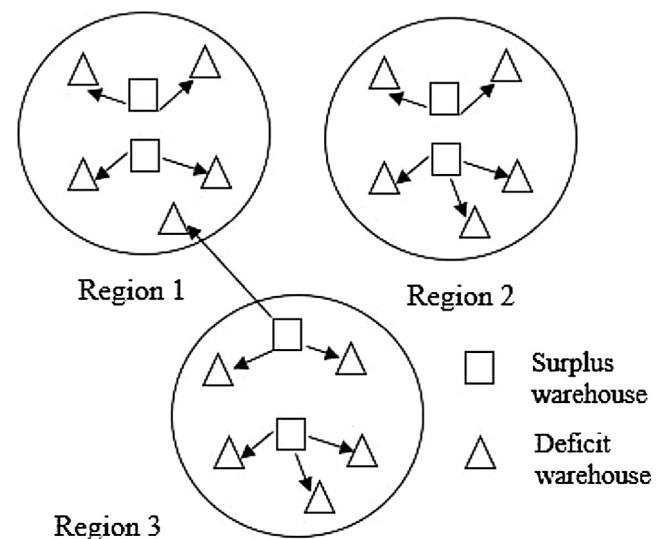 Region 1
Region 2
Surplus
warehouse
Deficit
warehouse
Region 3